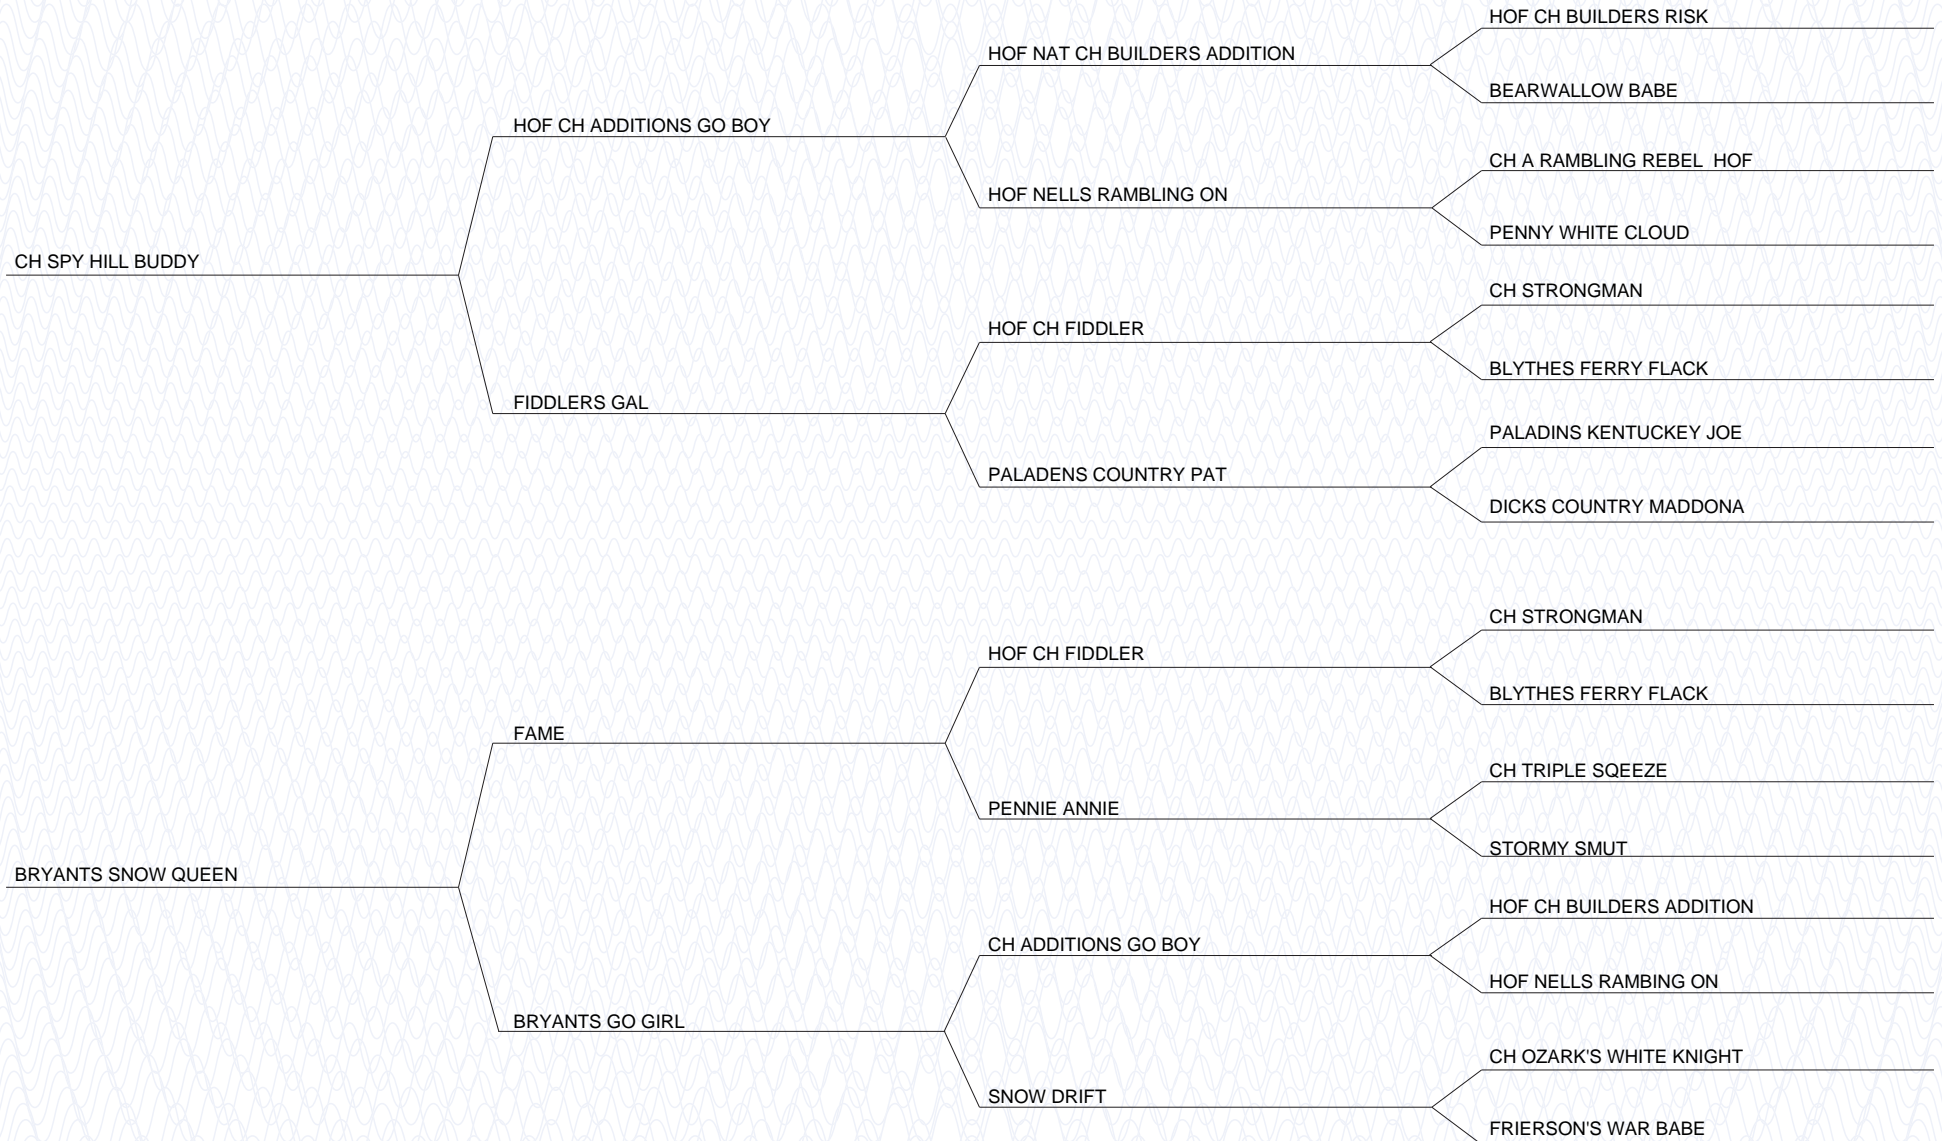 HOF CH BUILDERS RISK
HOF NAT CH BUILDERS ADDITION
BEARWALLOW BABE
HOF CH ADDITIONS GO BOY
CH A RAMBLING REBEL  HOF
HOF NELLS RAMBLING ON
PENNY WHITE CLOUD
CH SPY HILL BUDDY
CH STRONGMAN
HOF CH FIDDLER
BLYTHES FERRY FLACK
FIDDLERS GAL
PALADINS KENTUCKEY JOE
PALADENS COUNTRY PAT
DICKS COUNTRY MADDONA
CH STRONGMAN
HOF CH FIDDLER
BLYTHES FERRY FLACK
FAME
CH TRIPLE SQEEZE
PENNIE ANNIE
STORMY SMUT
BRYANTS SNOW QUEEN
HOF CH BUILDERS ADDITION
CH ADDITIONS GO BOY
HOF NELLS RAMBING ON
BRYANTS GO GIRL
CH OZARK'S WHITE KNIGHT
SNOW DRIFT
FRIERSON'S WAR BABE